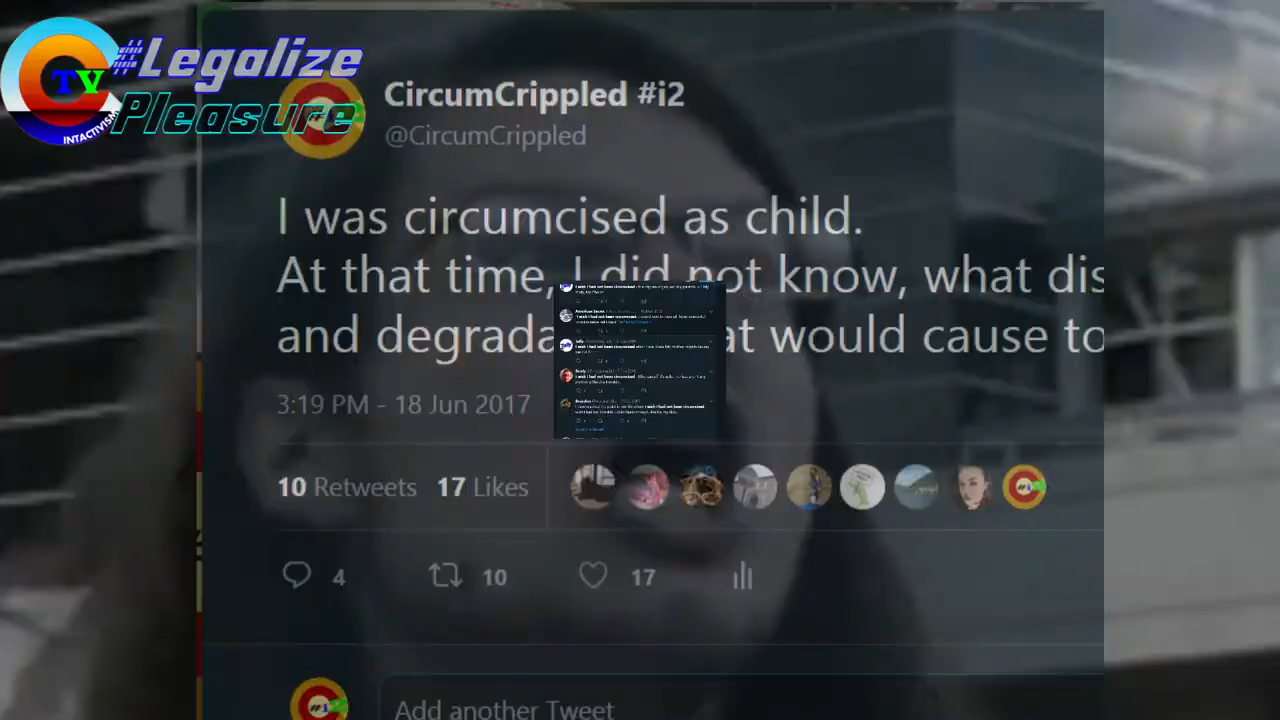 #Legalize
Pleasure
TV
INTACTIVISM
CircumCrippled #i2
@CircumCrippled
I was circumcised as child.
At that time, I did not know, what dis
and degrada at would cause to
3:19 PM - 18 Jun 2017
10 Retweets 17 Likes
4 10 17
Add another Tweet